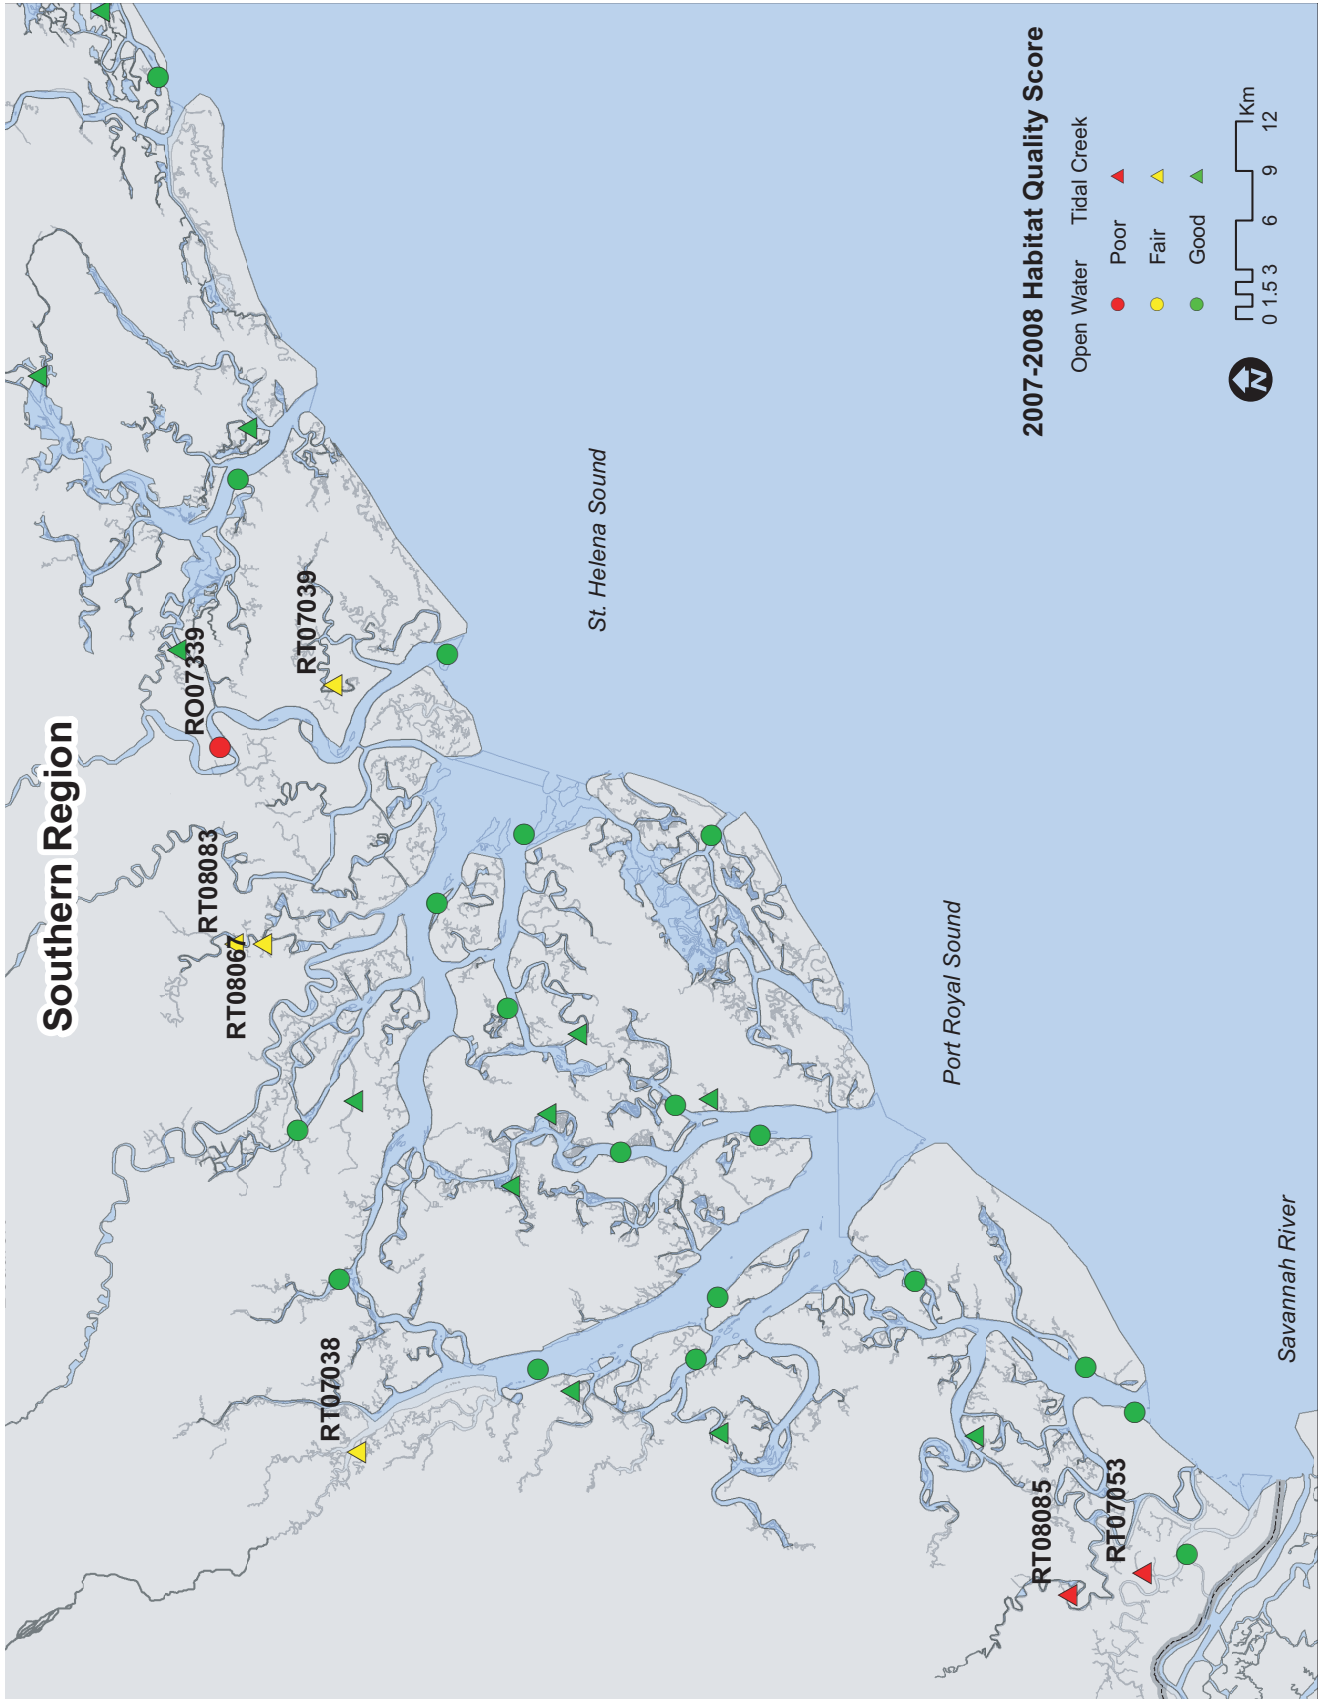 Southern Region
RO07339
RT07039
RT08083
RT08067
RT07038
RT08085
RT07053
St. Helena Sound
Port Royal Sound
Savannah River
2007-2008 Habitat Quality Score
Open Water Tidal Creek
Poor
Fair
Good
0 1.5 3 6 9 12 Km
N